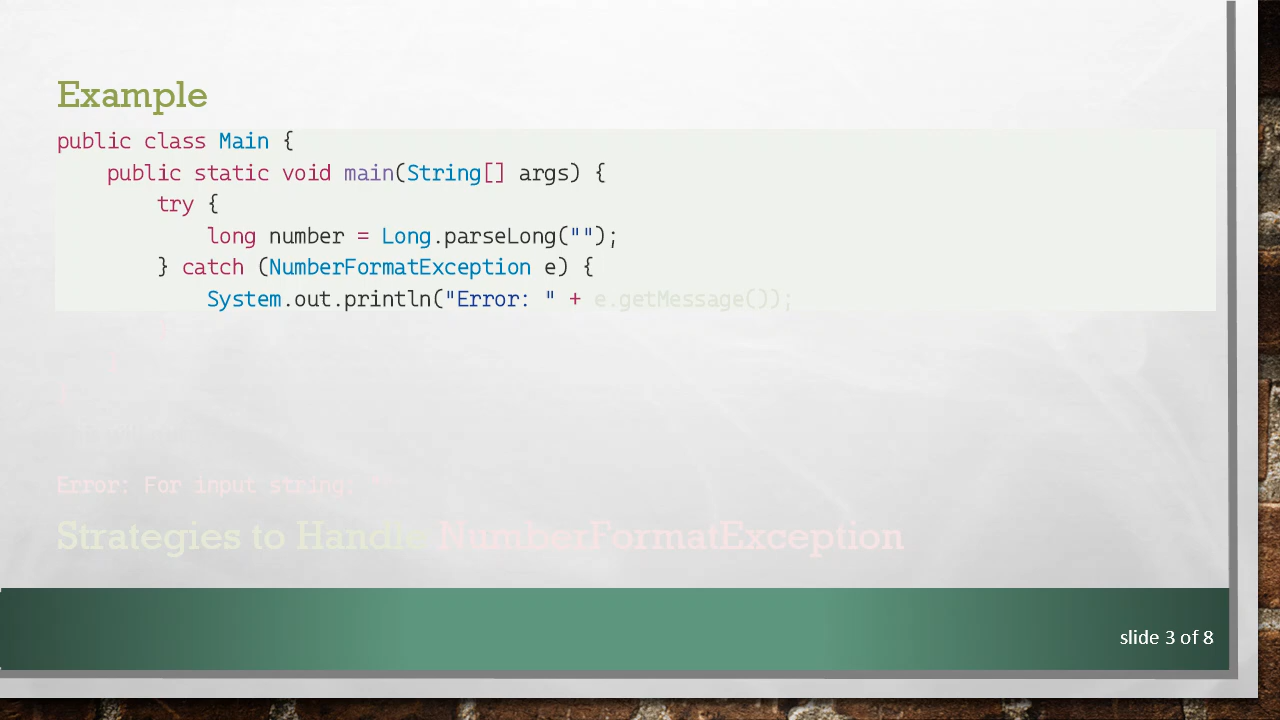 Example
public class Main {
public static void main(String[] args) {
try {
long number = Long.parseLong("");
} catch (NumberFormatException e) {
System.out.println("Error: " + e.getMessage());
}
}
}
Error: For input string: "
Strategies to Handle NumberFormatException
slide 3 of 8